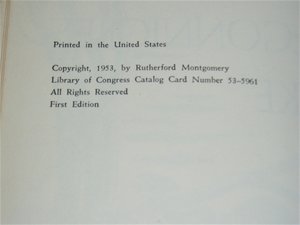 Printed in the United States
Copyright, 1953, by Rutherford Montgomery
Library of Congress Catalog Card Number 53-5961
All Rights Reserved
First Edition